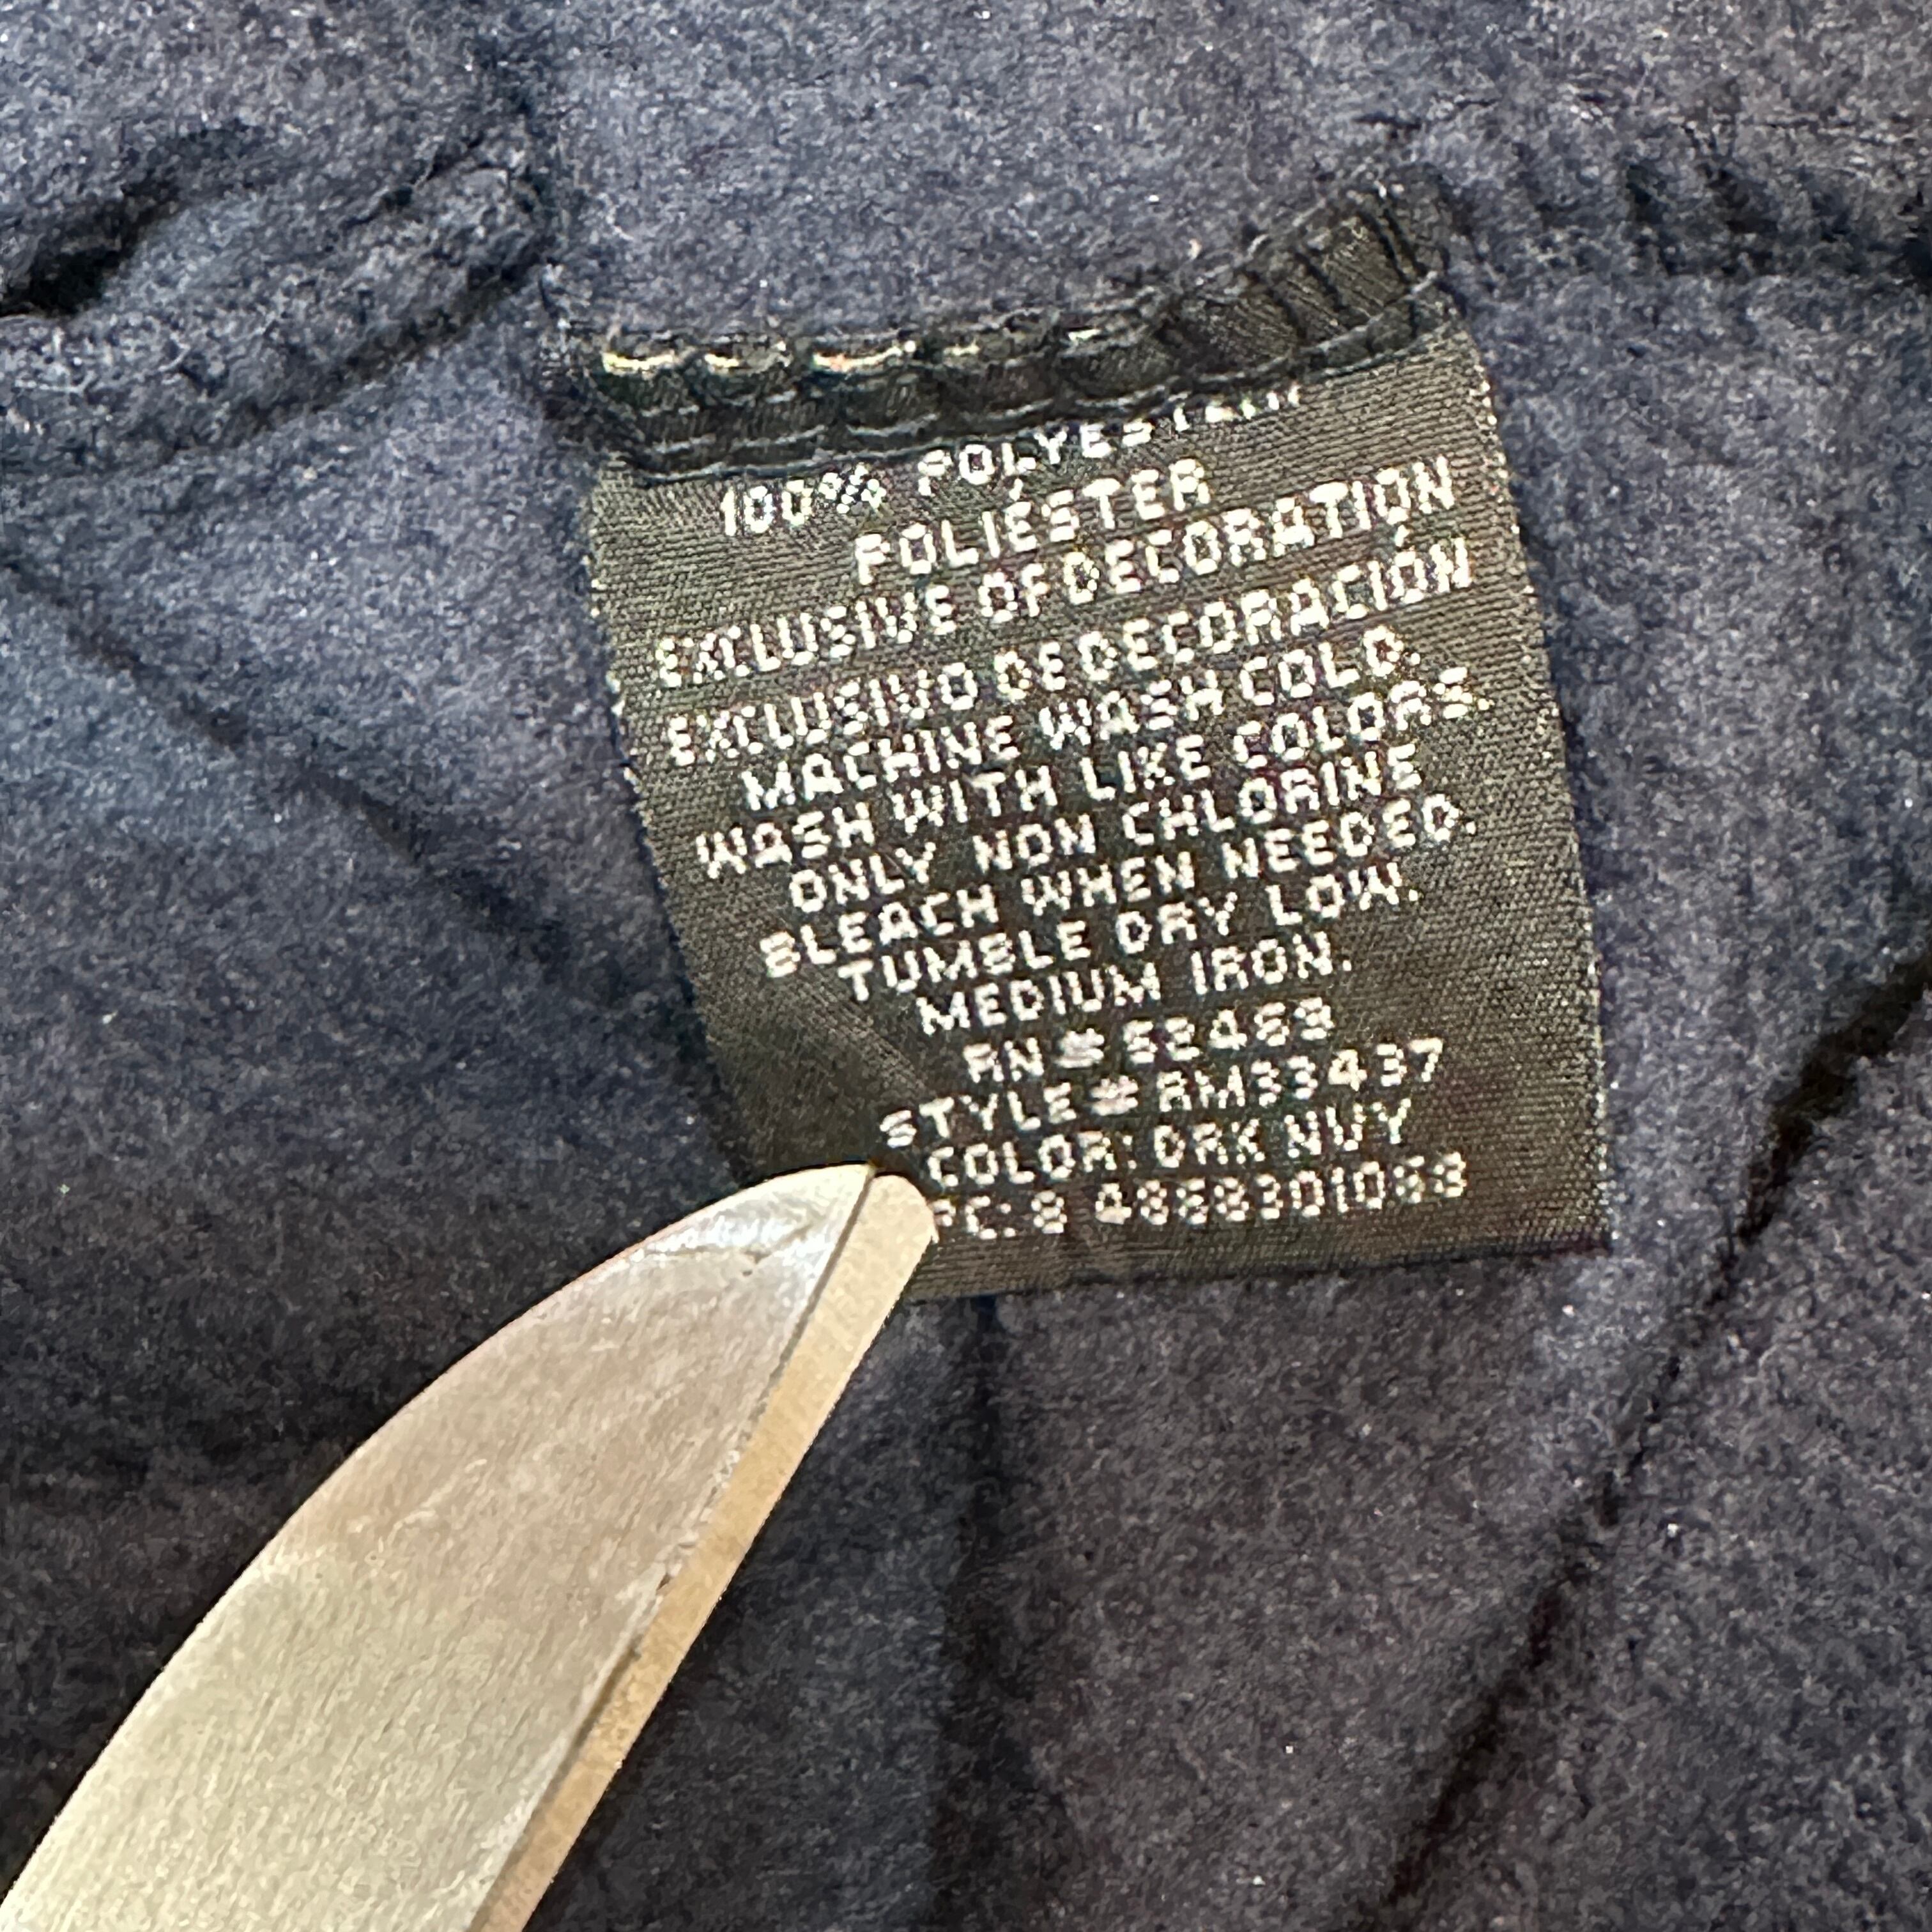 100% POLYESTER
POLIÉSTER
EXCLUSIVE OF DECORATION
EXCLUSIVO DE DECORACIÓN
MACHINE WASH COLD.
WASH WITH LIKE COLORS.
ONLY NON CHLORINE
BLEACH WHEN NEEDED.
TUMBLE DRY LOW.
MEDIUM IRON.
RN #
STYLE# RM33437
COLOR: DRK NVY